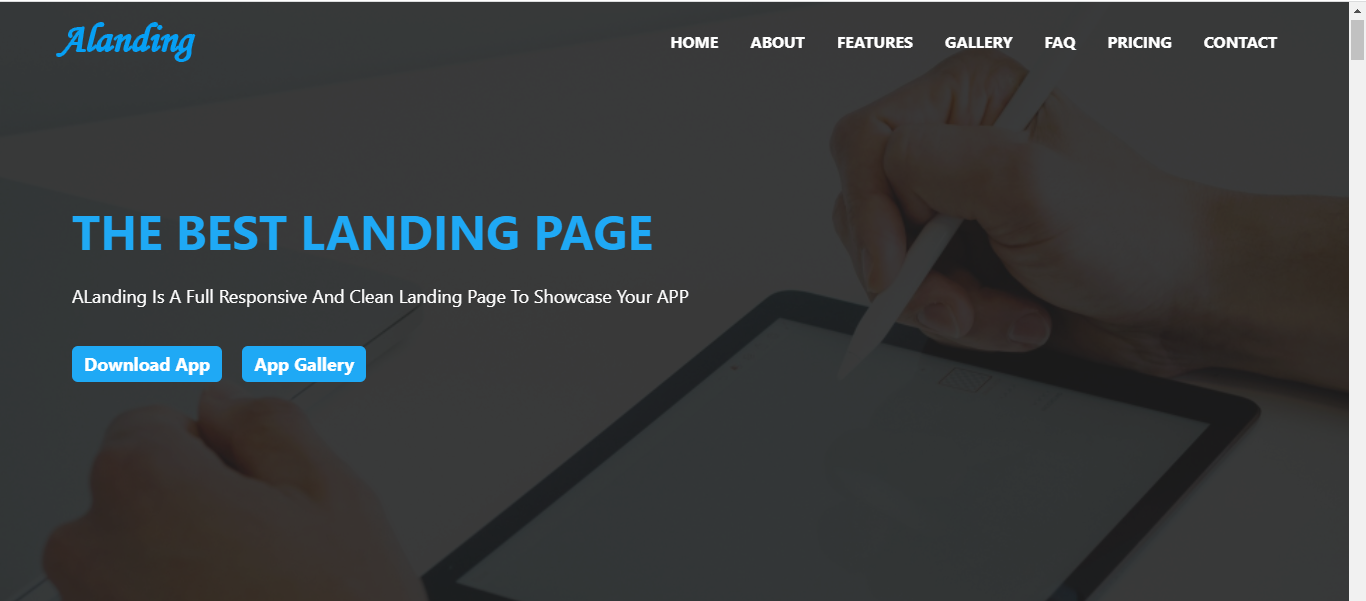 Alanding
HOME ABOUT FEATURES GALLERY FAQ PRICING CONTACT
THE BEST LANDING PAGE
ALanding Is A Full Responsive And Clean Landing Page To Showcase Your APP
Download App App Gallery